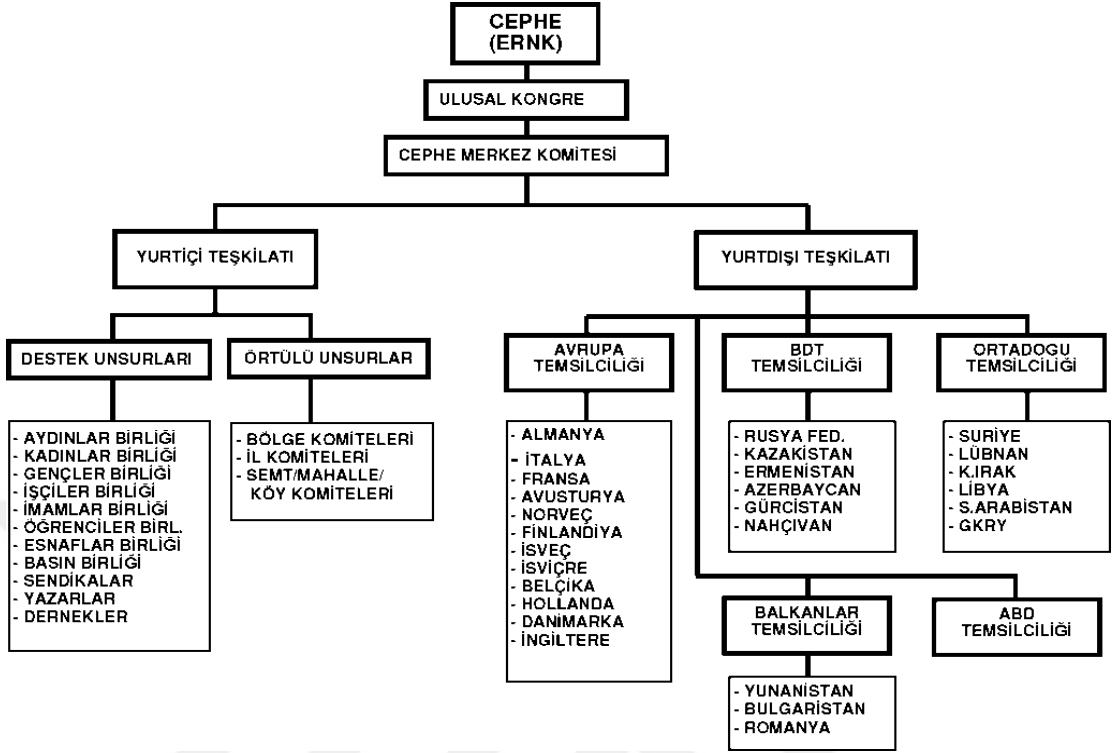 CEPHE
(ERNK)
ULUSAL KONGRE
CEPHE MERKEZ KOMİTESİ
YURTİÇİ TEŞKİLATI
YURTDIŞI TEŞKİLATI
DESTEK UNSURLARI
ÖRTÜLÜ UNSURLAR
AVRUPA
TEMSİLCİLİĞİ
BDT
TEMSİLCİLİĞİ
ORTADOGU
TEMSİLCİLİĞİ
- AYDINLAR BİRLİĞİ
- KADINLAR BİRLİĞİ
- GENÇLER BİRLİĞİ
- İŞÇİLER BİRLİĞİ
- İMAMLAR BİRLİĞİ
- ÖĞRENCİLER BİRL.
- ESNAFLAR BİRLİĞİ
- BASIN BİRLİĞİ
- SENDİKALAR
- YAZARLAR
- DERNEKLER
- BÖLGE KOMİTELERİ
- İL KOMİTELERİ
- SEMT/MAHALLE/
KÖY KOMİTELERİ
- ALMANYA
- İTALYA
- FRANSA
- AVUSTURYA
- NORVEÇ
- FİNLANDİYA
- İSVEÇ
- İSVİÇRE
- BELÇİKA
- HOLLANDA
- DANİMARKA
- İNGİLTERE
- RUSYA FED.
- KAZAKİSTAN
- ERMENİSTAN
- AZERBAYCAN
- GÜRCİSTAN
- NAHÇIVAN
- SURİYE
- LÜBNAN
- K.IRAK
- LİBYA
- S.ARABİSTAN
- GKRY
BALKANLAR
TEMSİLCİLİĞİ
ABD
TEMSİLCİLİĞİ
- YUNANİSTAN
- BULGARİSTAN
- ROMANYA